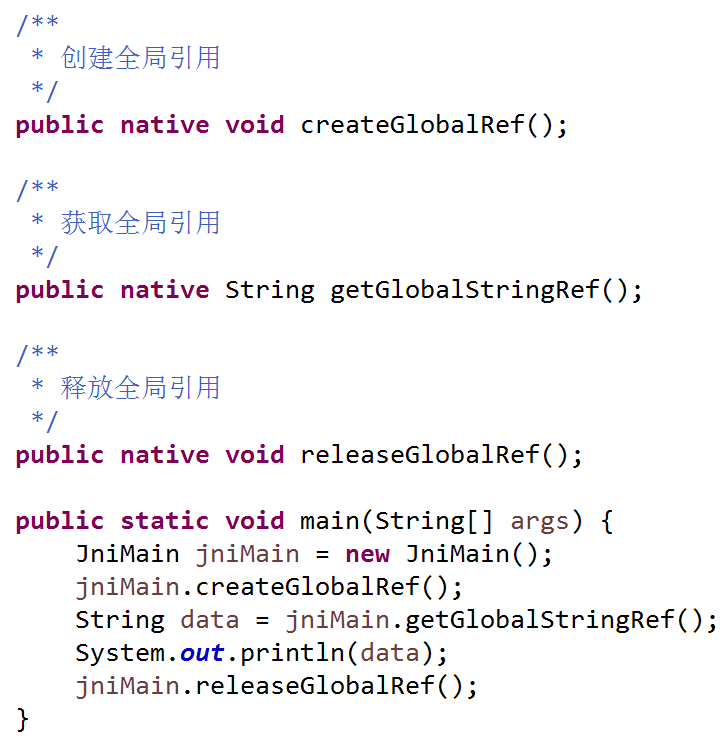 /**
 * 创建全局引用
 */
public native void createGlobalRef();

/**
 * 获取全局引用
 */
public native String getGlobalStringRef();

/**
 * 释放全局引用
 */
public native void releaseGlobalRef();

public static void main(String[] args) {
    JniMain jniMain = new JniMain();
    jniMain.createGlobalRef();
    String data = jniMain.getGlobalStringRef();
    System.out.println(data);
    jniMain.releaseGlobalRef();
}